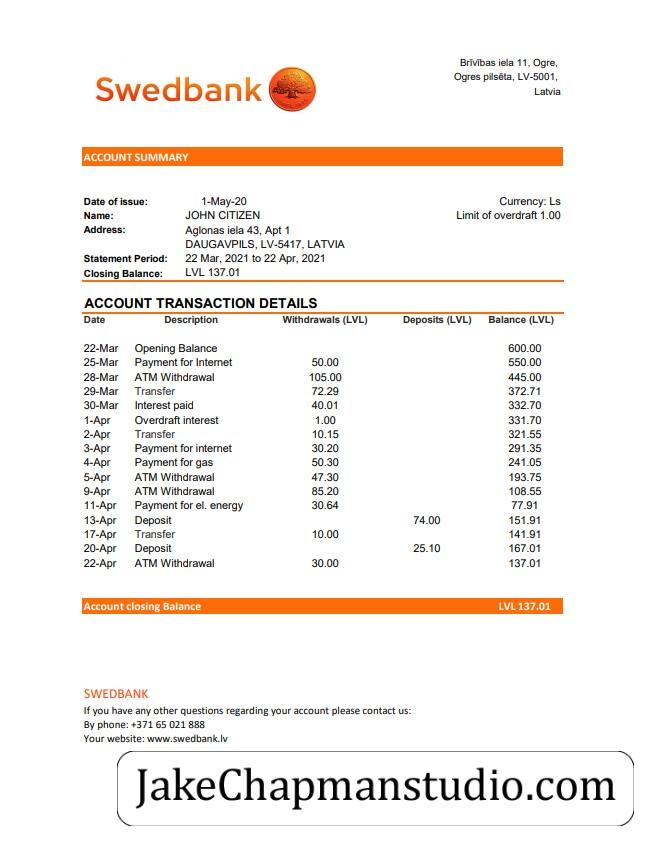 Swedbank
Brīvības iela 11, Ogre,
Ogres pilsēta, LV-5001,
Latvia
ACCOUNT SUMMARY
Date of issue: 1-May-20 Currency: Ls
Name: JOHN CITIZEN Limit of overdraft 1.00
Address: Aglonas iela 43, Apt 1
DAUGAVPILS, LV-5417, LATVIA
Statement Period: 22 Mar, 2021 to 22 Apr, 2021
Closing Balance: LVL 137.01
ACCOUNT TRANSACTION DETAILS
Date Description Withdrawals (LVL) Deposits (LVL) Balance (LVL)
22-Mar Opening Balance 600.00
25-Mar Payment for Internet 50.00 550.00
28-Mar ATM Withdrawal 105.00 445.00
29-Mar Transfer 72.29 372.71
30-Mar Interest paid 40.01 332.70
1-Apr Overdraft interest 1.00 331.70
2-Apr Transfer 10.15 321.55
3-Apr Payment for internet 30.20 291.35
4-Apr Payment for gas 50.30 241.05
5-Apr ATM Withdrawal 47.30 193.75
9-Apr ATM Withdrawal 85.20 108.55
11-Apr Payment for el. energy 30.64 77.91
13-Apr Deposit 74.00 151.91
17-Apr Transfer 10.00 141.91
20-Apr Deposit 25.10 167.01
22-Apr ATM Withdrawal 30.00 137.01
Account closing Balance LVL 137.01
SWEDBANK
If you have any other questions regarding your account please contact us:
By phone: +371 65 021 888
Your website: www.swedbank.lv
JakeChapmanstudio.com